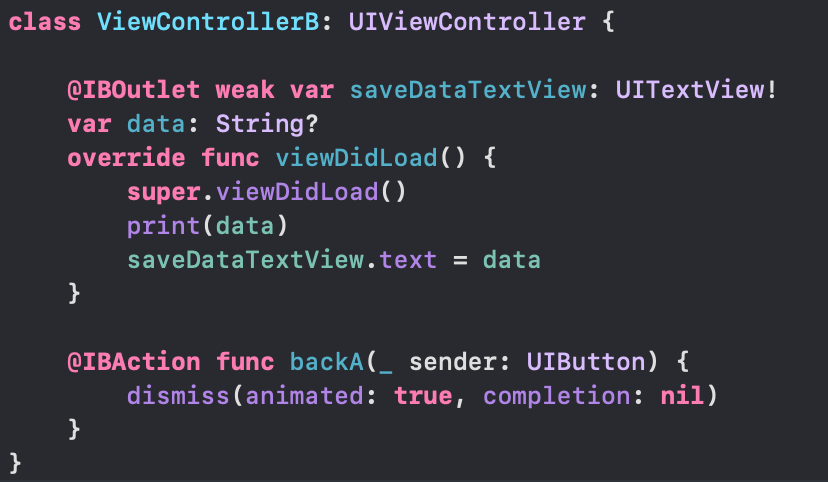 class ViewControllerB: UIViewController {
@IBOutlet weak var saveDataTextView: UITextView!
var data: String?
override func viewDidLoad() {
super.viewDidLoad()
print(data)
saveDataTextView.text = data
}
@IBAction func backA(_ sender: UIButton) {
dismiss(animated: true, completion: nil)
}
}